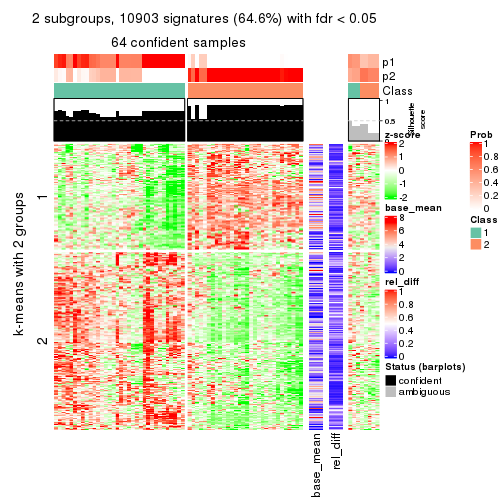 2 subgroups, 10903 signatures (64.6%) with fdr < 0.05
64 confident samples
p1
p2
Class
1
0.5
0
Silhouette
score
z-score
2
1
0
-1
-2
base_mean
8
6
4
2
0
rel_diff
1
0.8
0.6
0.4
0.2
0
Status (barplots)
confident
ambiguous
Prob
1
0.8
0.6
0.4
0.2
0
Class
1
2
k-means with 2 groups
1
2
base_mean
rel_diff